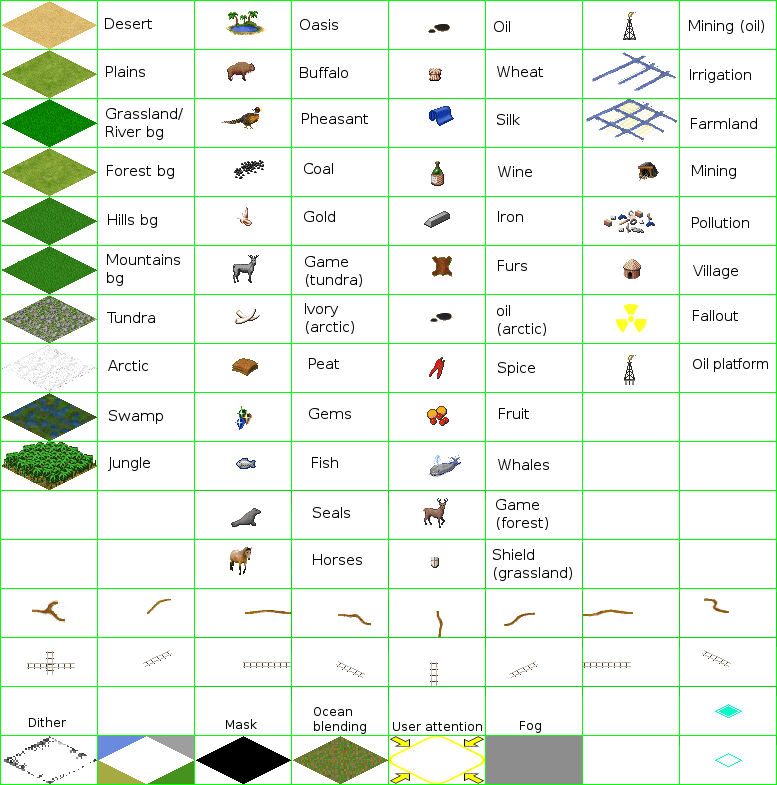 Desert
Oasis
Oil
Mining (oil)
Plains
Buffalo
Wheat
Irrigation
Grassland/
River bg
Pheasant
Silk
Farmland
Forest bg
Coal
Wine
Mining
Hills bg
Gold
Iron
Pollution
Mountains
bg
Game
(tundra)
Furs
Village
Tundra
Ivory
(arctic)
oil
(arctic)
Fallout
Arctic
Peat
Spice
Oil platform
Swamp
Gems
Fruit
Jungle
Fish
Whales
Seals
Game
(forest)
Horses
Shield
(grassland)
Dither
Mask
Ocean
blending
User attention
Fog